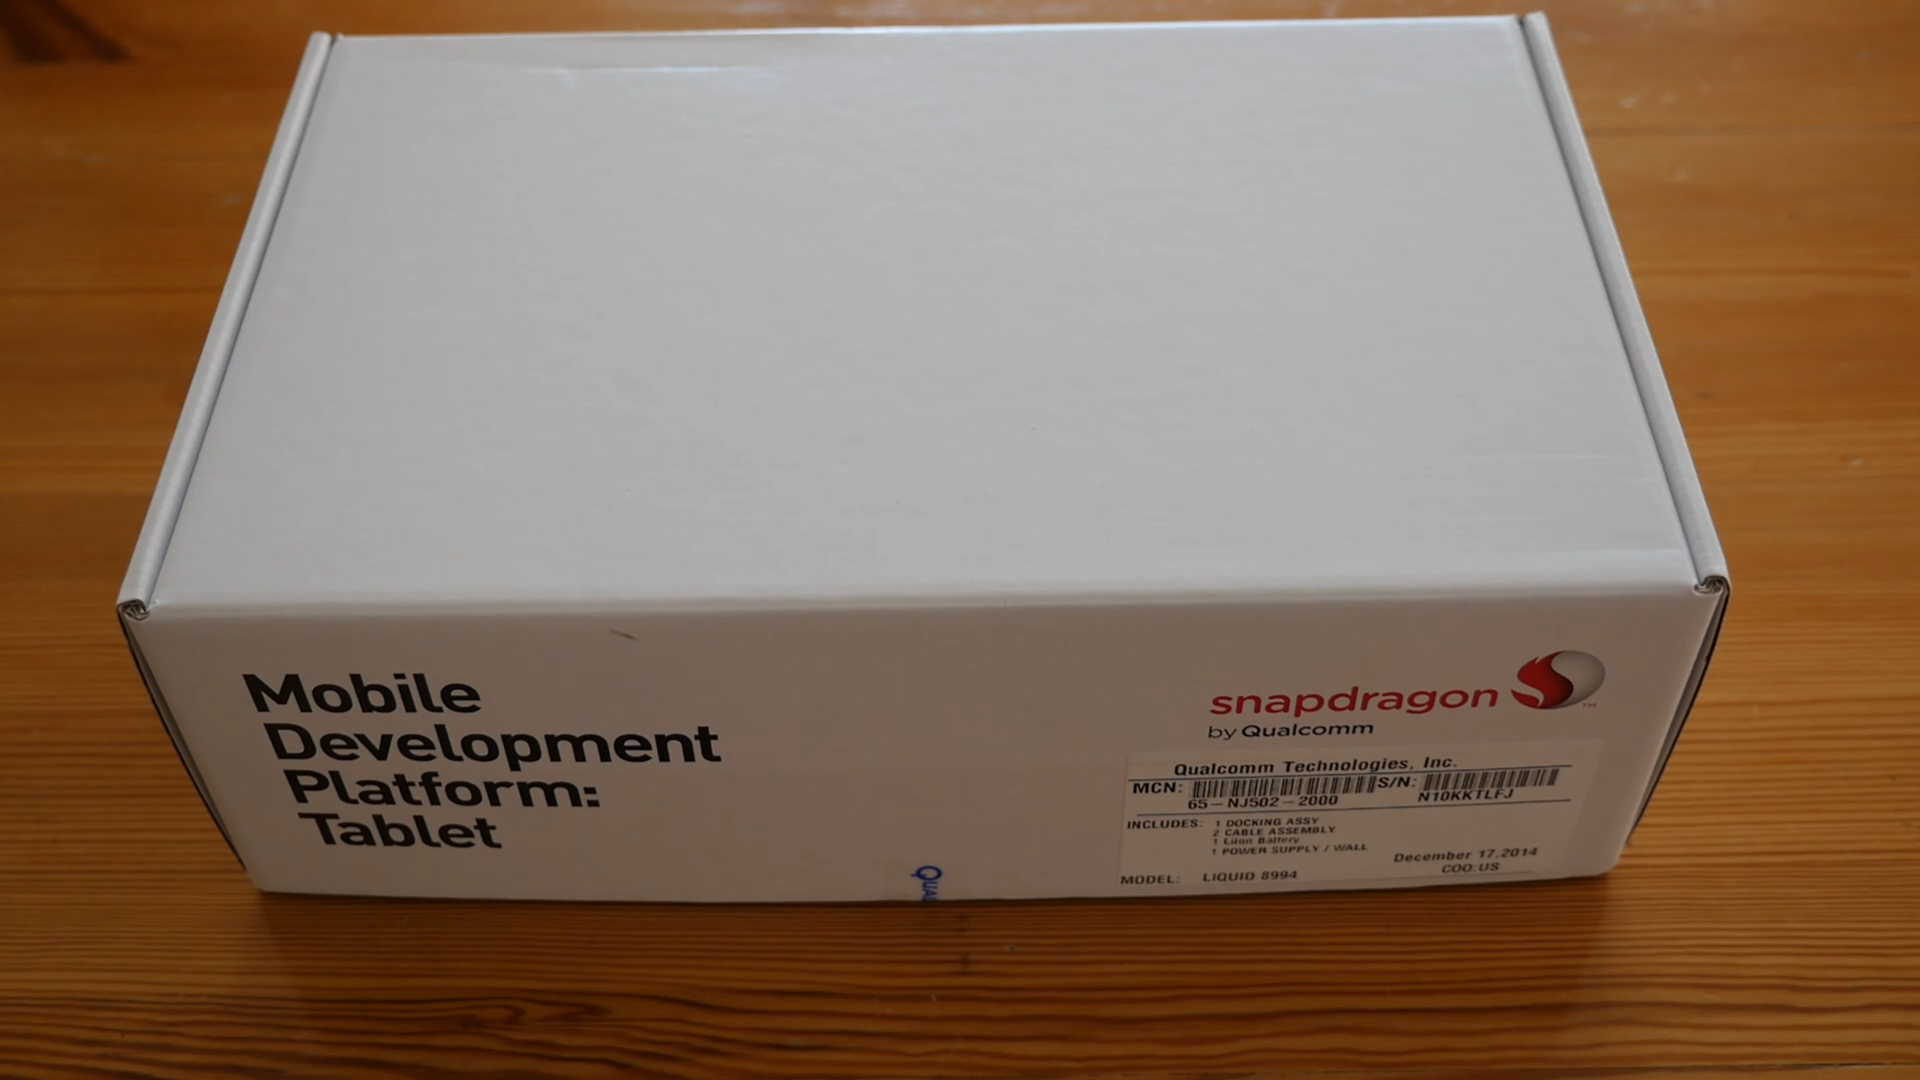 Mobile
Development
Platform:
Tablet
snapdragon
™
by Qualcomm
Qualcomm Technologies, Inc.
MCN: S/N:
65-NJ502-2000 N10KKTLFJ
INCLUDES: 1 DOCKING ASSY
2 CABLE ASSEMBLY
1 LiIon Battery
1 POWER SUPPLY / WALL
December 17,2014
COO:US
MODEL: LIQUID 8994